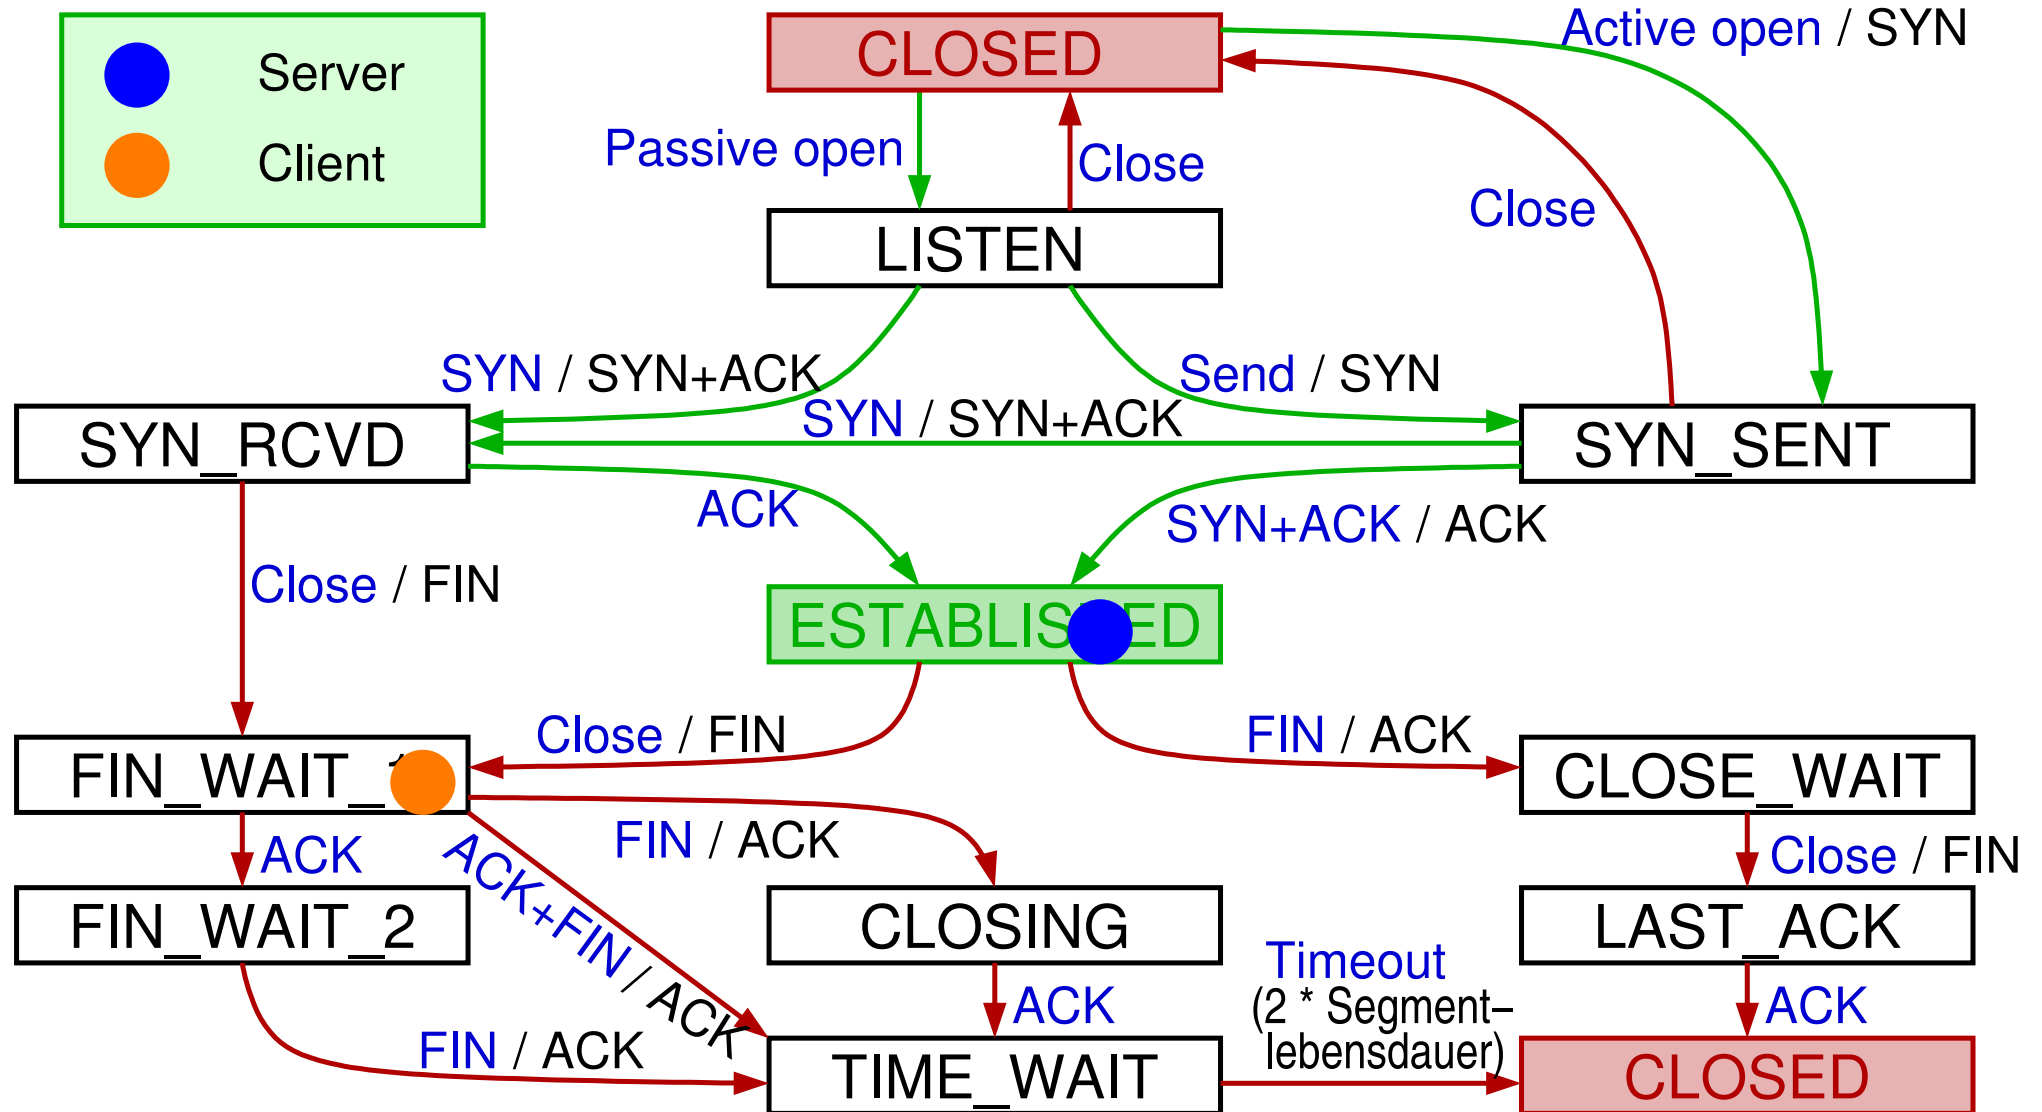 Server
Client
CLOSED
Active open / SYN
Passive open
Close
Close
LISTEN
SYN / SYN+ACK
Send / SYN
SYN / SYN+ACK
SYN_RCVD
SYN_SENT
ACK
SYN+ACK / ACK
Close / FIN
Close / FIN
FIN / ACK
FIN_WAIT_
CLOSE_WAIT
ACK
ACK+FIN / ACK
FIN / ACK
Close / FIN
FIN_WAIT_2
CLOSING
LAST_ACK
FIN / ACK
ACK
Timeout
(2 * Segment–
lebensdauer)
ACK
TIME_WAIT
CLOSED